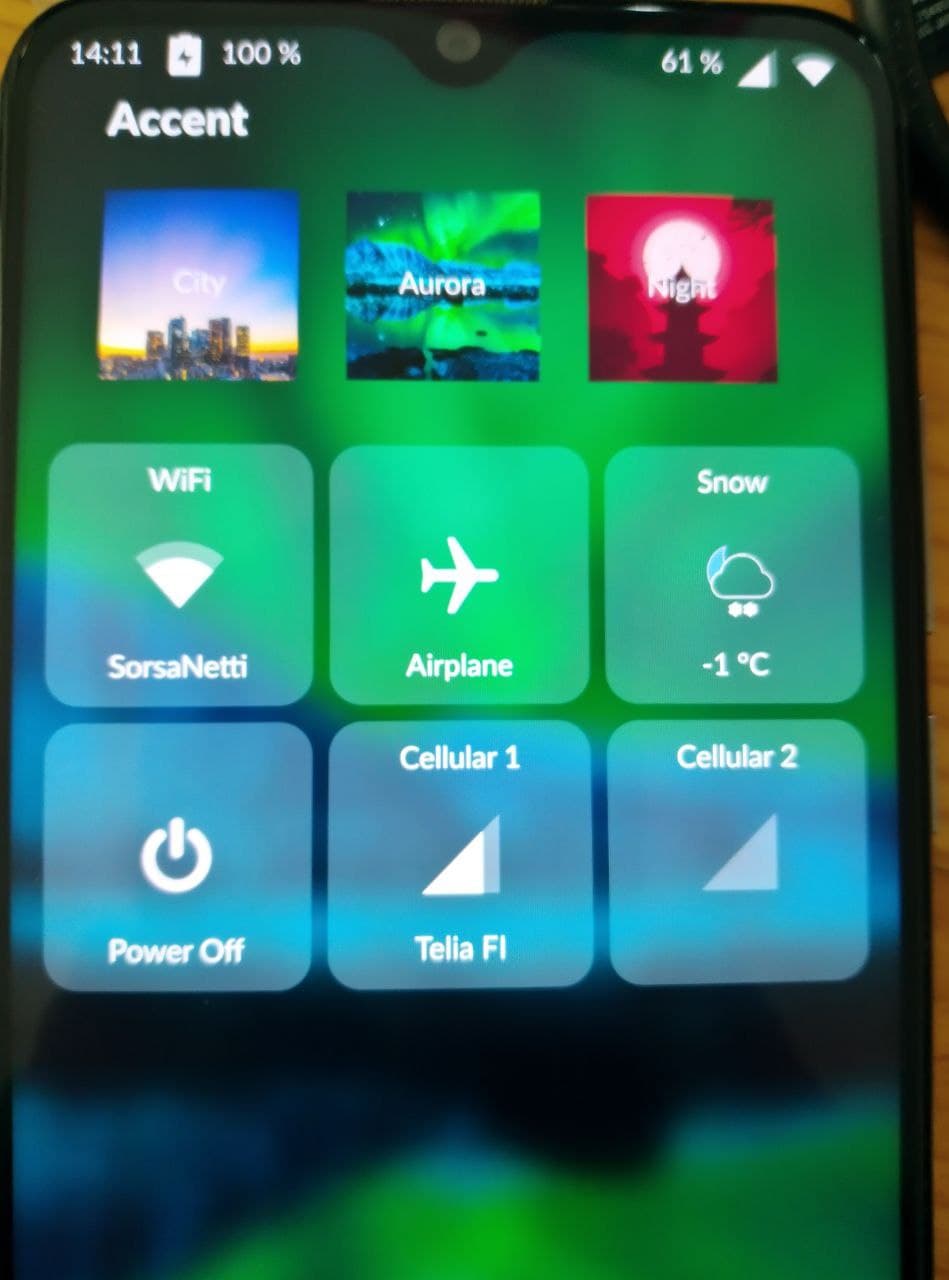 14:11 100 % 61 %
Accent
City Aurora Night
WiFi Snow
SorsaNetti Airplane -1 °C
Cellular 1 Cellular 2
Power Off Telia FI